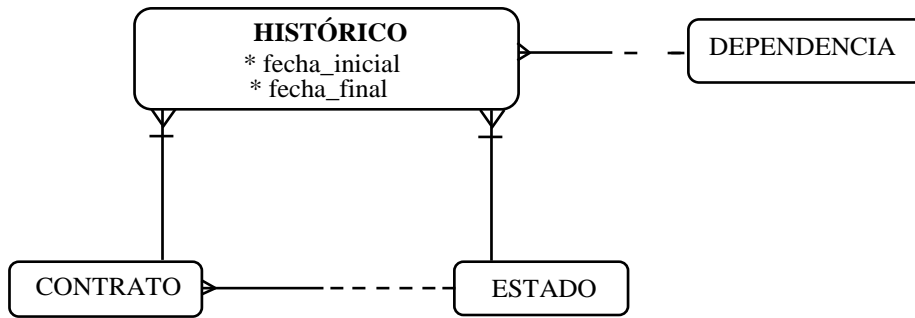 HISTÓRICO
* fecha_inicial
* fecha_final
DEPENDENCIA
CONTRATO
ESTADO